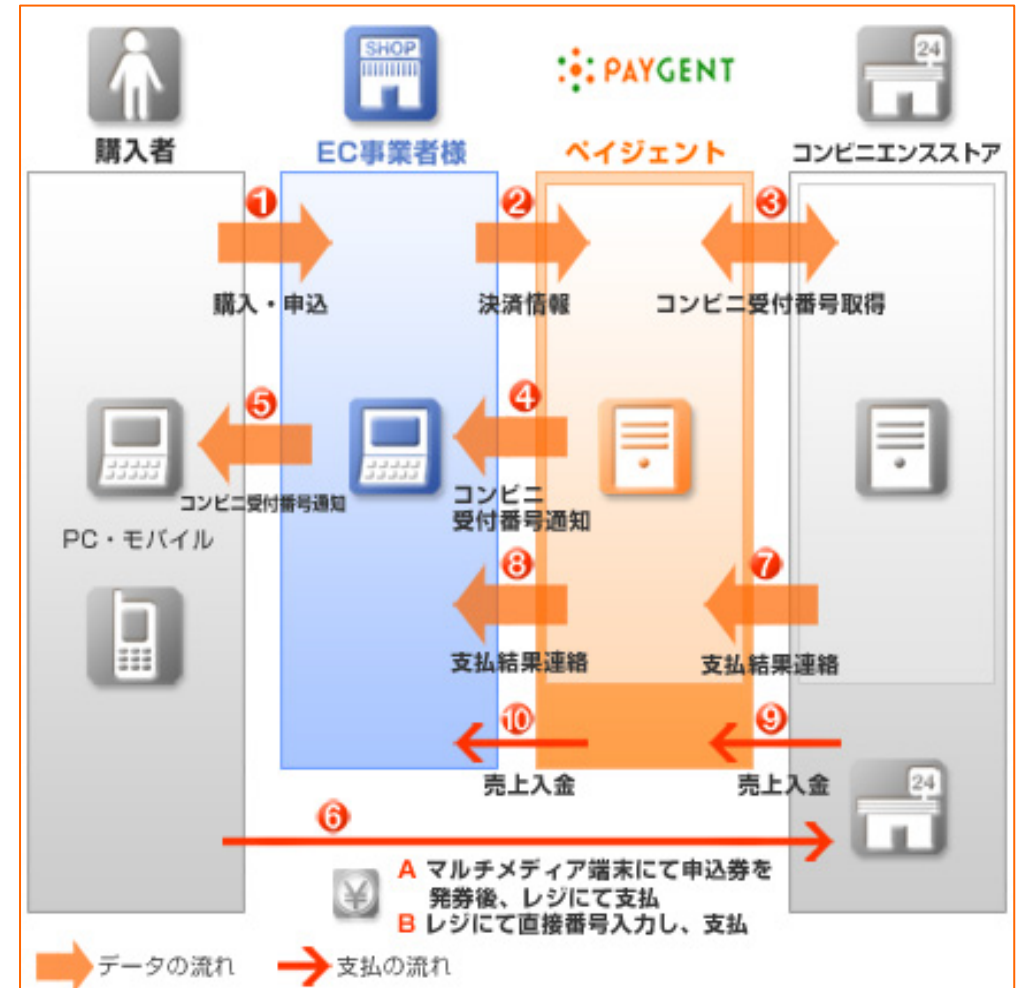 SHOP
PAYGENT
24
購入者
EC事業者様
ペイジェント
コンビニエンスストア
1
2
3
購入・申込
決済情報
コンビニ受付番号取得
5
4
コンビニ受付番号通知
コンビニ
受付番号通知
PC・モバイル
8
7
支払結果連絡
支払結果連絡
10
9
売上入金
売上入金
24
6
¥
A マルチメディア端末にて申込券を
発券後、レジにて支払
B レジにて直接番号入力し、支払
データの流れ
支払の流れ